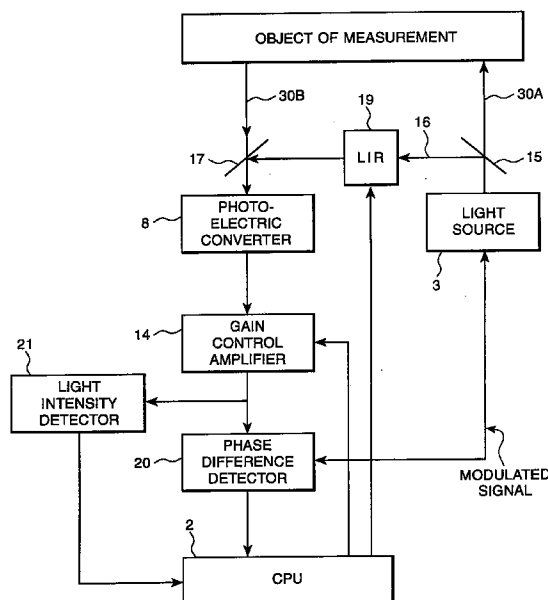 OBJECT OF MEASUREMENT
30B
30A
19
16
17
LIR
15
8
PHOTO-
ELECTRIC
CONVERTER
LIGHT
SOURCE
3
14
GAIN
CONTROL
AMPLIFIER
21
LIGHT
INTENSITY
DETECTOR
20
PHASE
DIFFERENCE
DETECTOR
MODULATED
SIGNAL
2
CPU